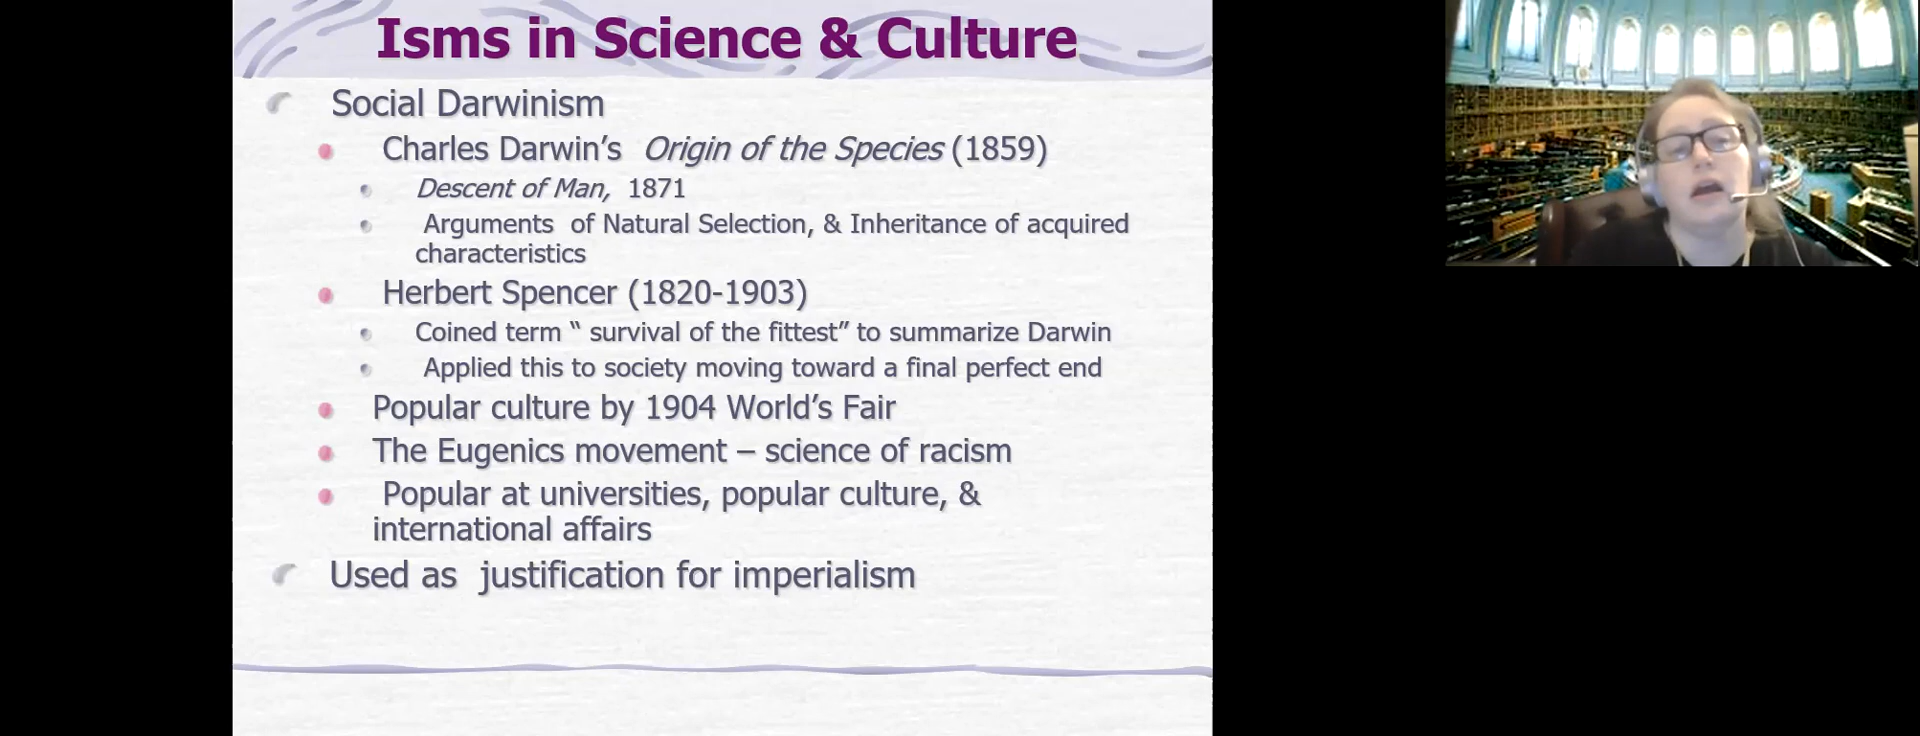 Isms in Science & Culture
Social Darwinism
Charles Darwin’s Origin of the Species (1859)
Descent of Man, 1871
Arguments of Natural Selection, & Inheritance of acquired
characteristics
Herbert Spencer (1820-1903)
Coined term “ survival of the fittest” to summarize Darwin
Applied this to society moving toward a final perfect end
Popular culture by 1904 World’s Fair
The Eugenics movement – science of racism
Popular at universities, popular culture, &
international affairs
Used as justification for imperialism